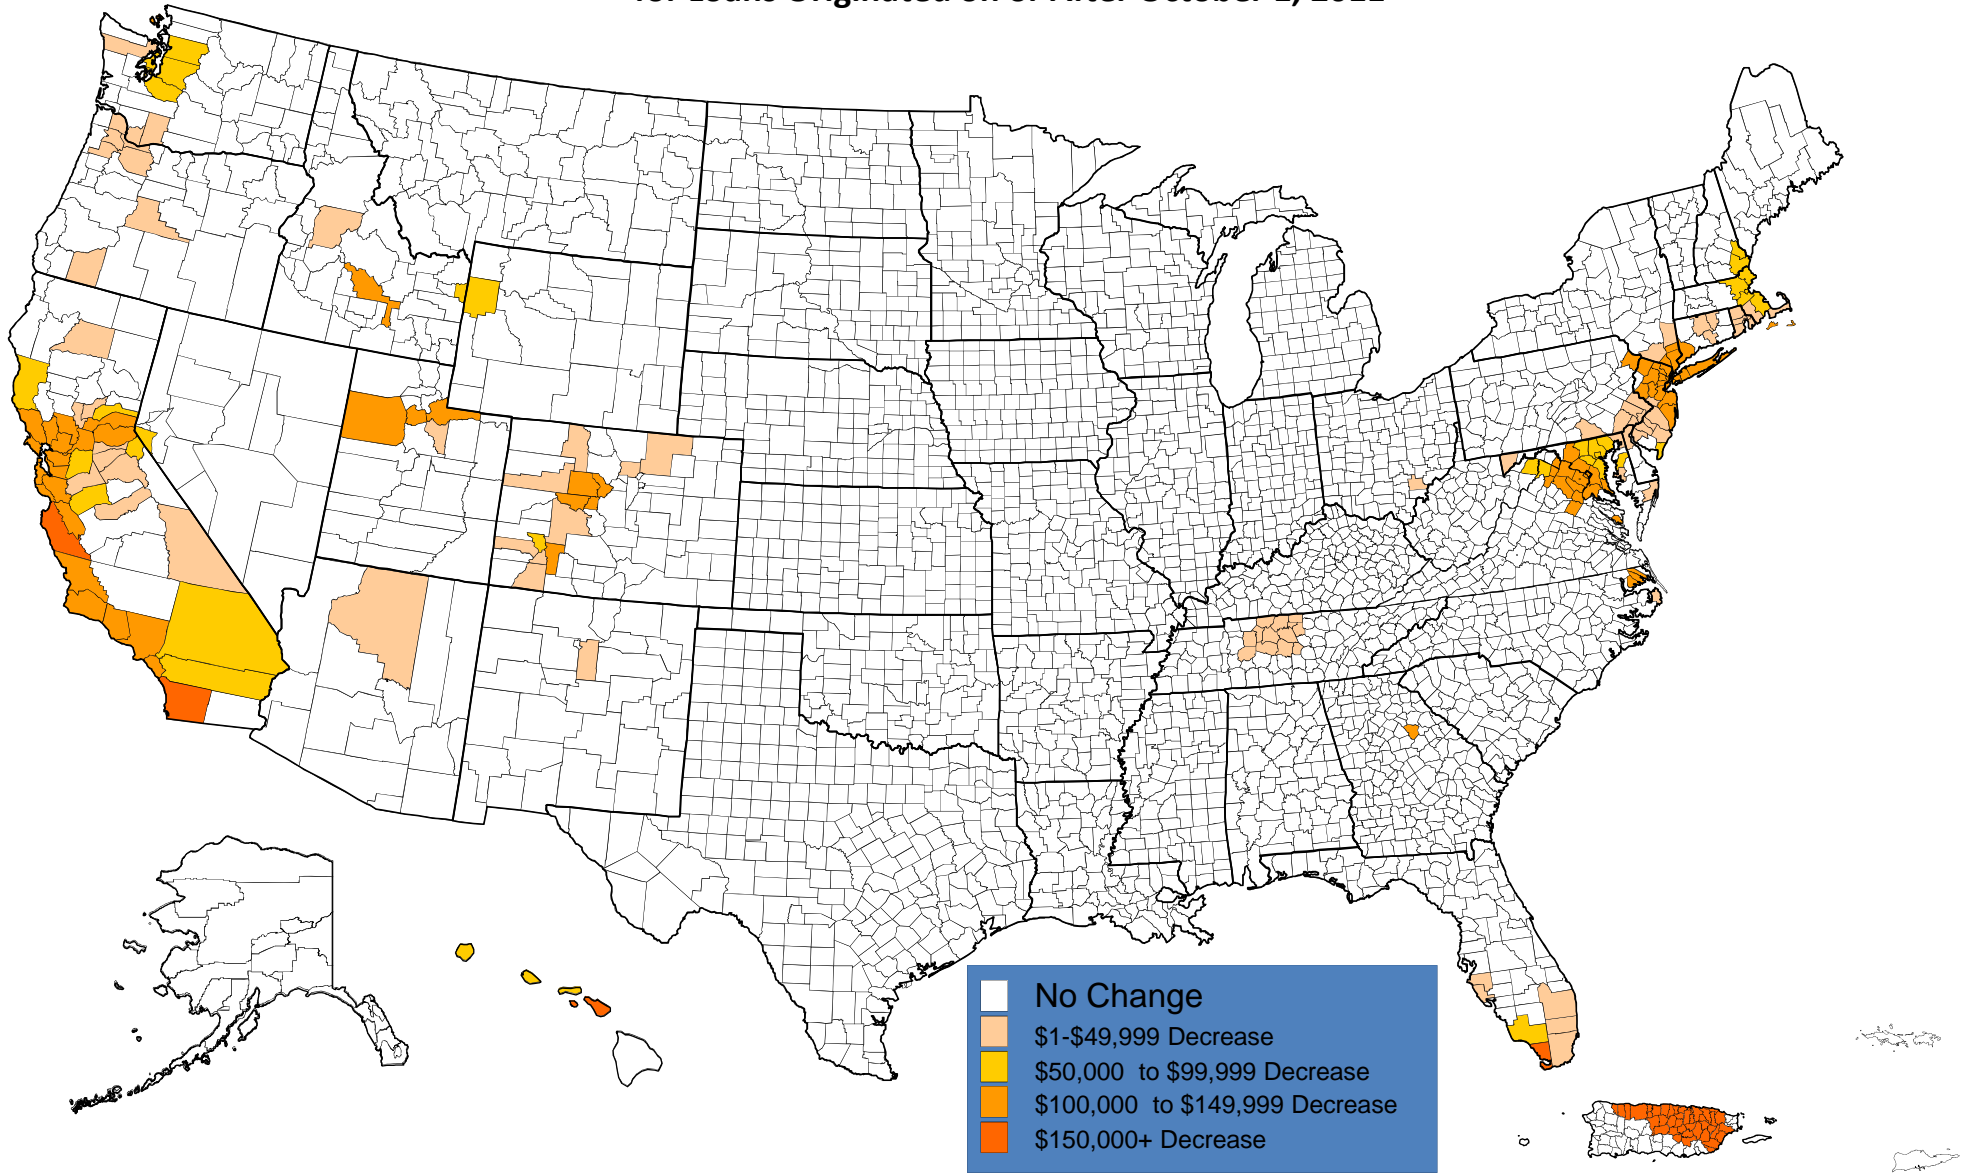 No Change
$1-$49,999 Decrease
$50,000 to $99,999 Decrease
$100,000 to $149,999 Decrease
$150,000+ Decrease